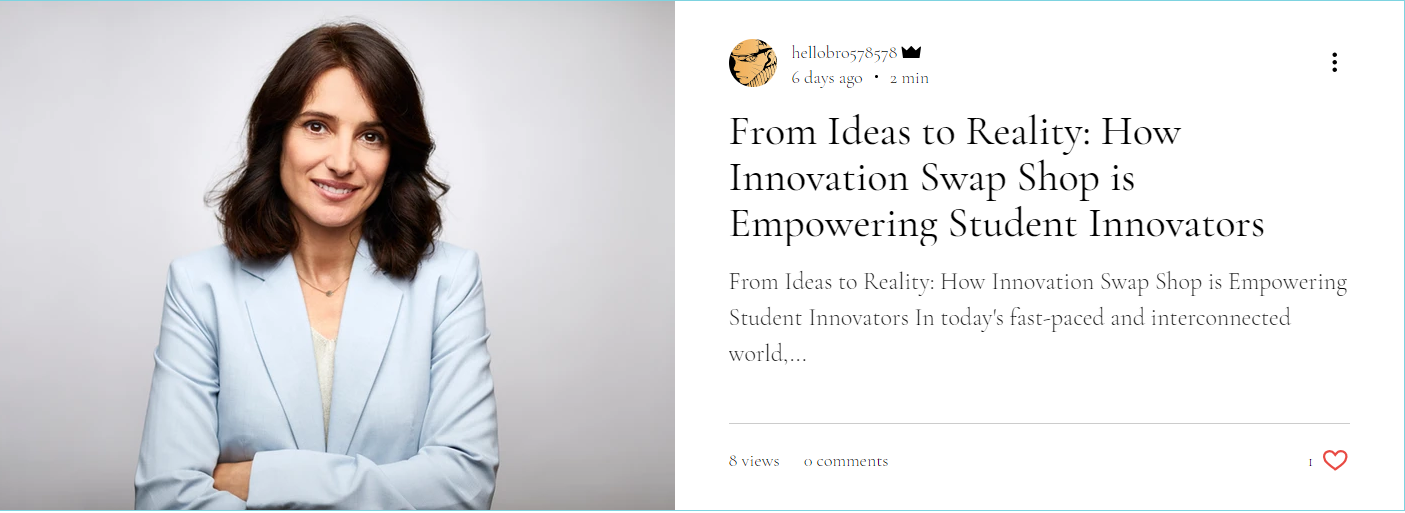 hellobro578578
6 days ago • 2 min
From Ideas to Reality: How
Innovation Swap Shop is
Empowering Student Innovators
From Ideas to Reality: How Innovation Swap Shop is Empowering
Student Innovators In today's fast-paced and interconnected
world,...
8 views 0 comments
1